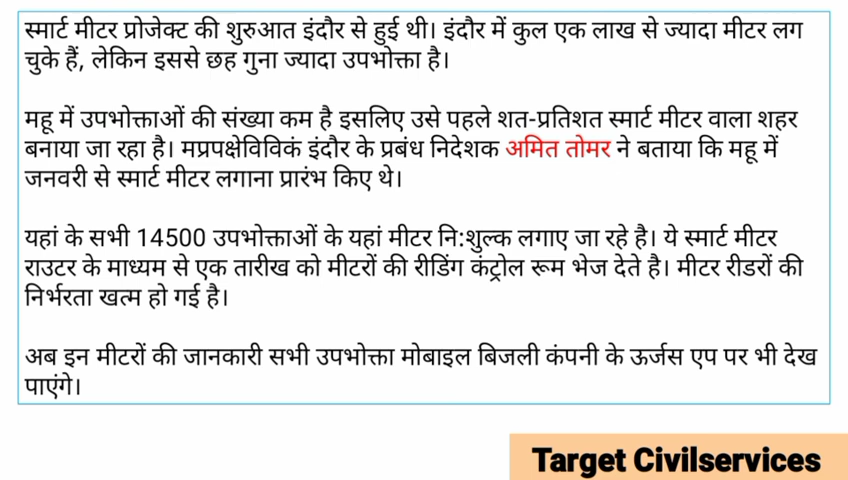 स्मार्ट मीटर प्रोजेक्ट की शुरुआत इंदौर से हुई थी। इंदौर में कुल एक लाख से ज्यादा मीटर लग
चुके हैं, लेकिन इससे छह गुना ज्यादा उपभोक्ता है।
महू में उपभोक्ताओं की संख्या कम है इसलिए उसे पहले शत-प्रतिशत स्मार्ट मीटर वाला शहर
बनाया जा रहा है। मप्रपक्षेविविकं इंदौर के प्रबंध निदेशक अमित तोमर ने बताया कि महू में
जनवरी से स्मार्ट मीटर लगाना प्रारंभ किए थे।
यहां के सभी 14500 उपभोक्ताओं के यहां मीटर नि:शुल्क लगाए जा रहे है। ये स्मार्ट मीटर
राउटर के माध्यम से एक तारीख को मीटरों की रीडिंग कंट्रोल रूम भेज देते है। मीटर रीडरों की
निर्भरता खत्म हो गई है।
अब इन मीटरों की जानकारी सभी उपभोक्ता मोबाइल बिजली कंपनी के ऊर्जस एप पर भी देख
पाएंगे।
Target Civilservices